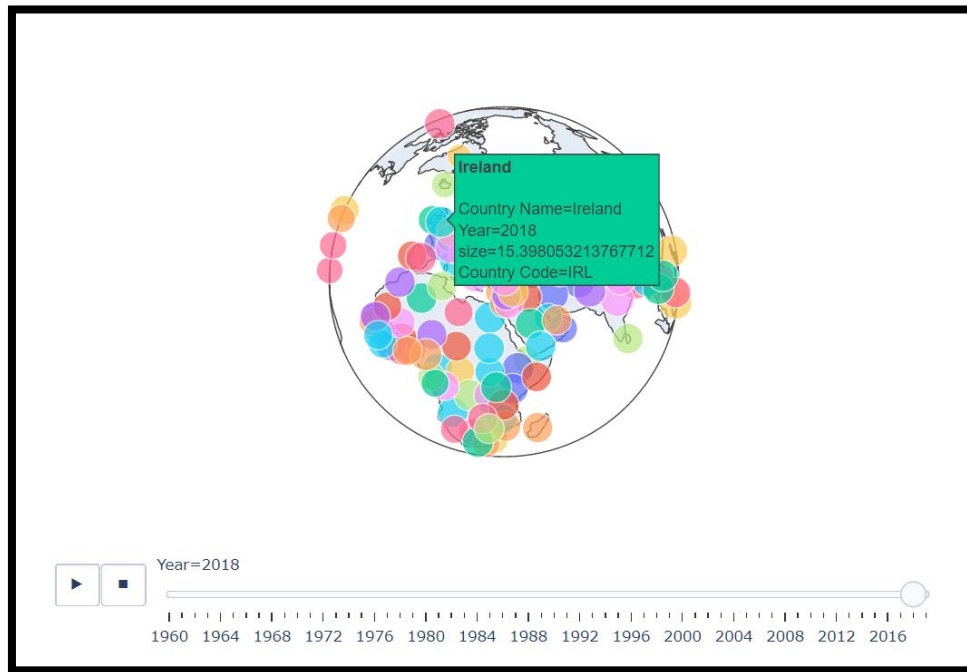 Ireland
Country Name=Ireland
Year=2018
size=15.398053213767712
Country Code=IRL
Year=2018
1960 1964 1968 1972 1976 1980 1984 1988 1992 1996 2000 2004 2008 2012 2016